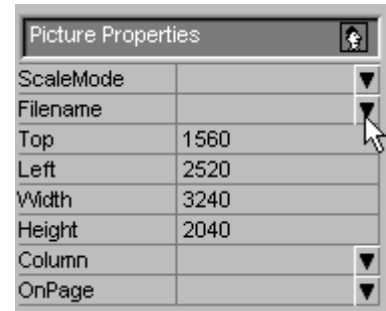 Picture Properties
ScaleMode
Filename
Top 1560
Left 2520
Width 3240
Height 2040
Column
OnPage